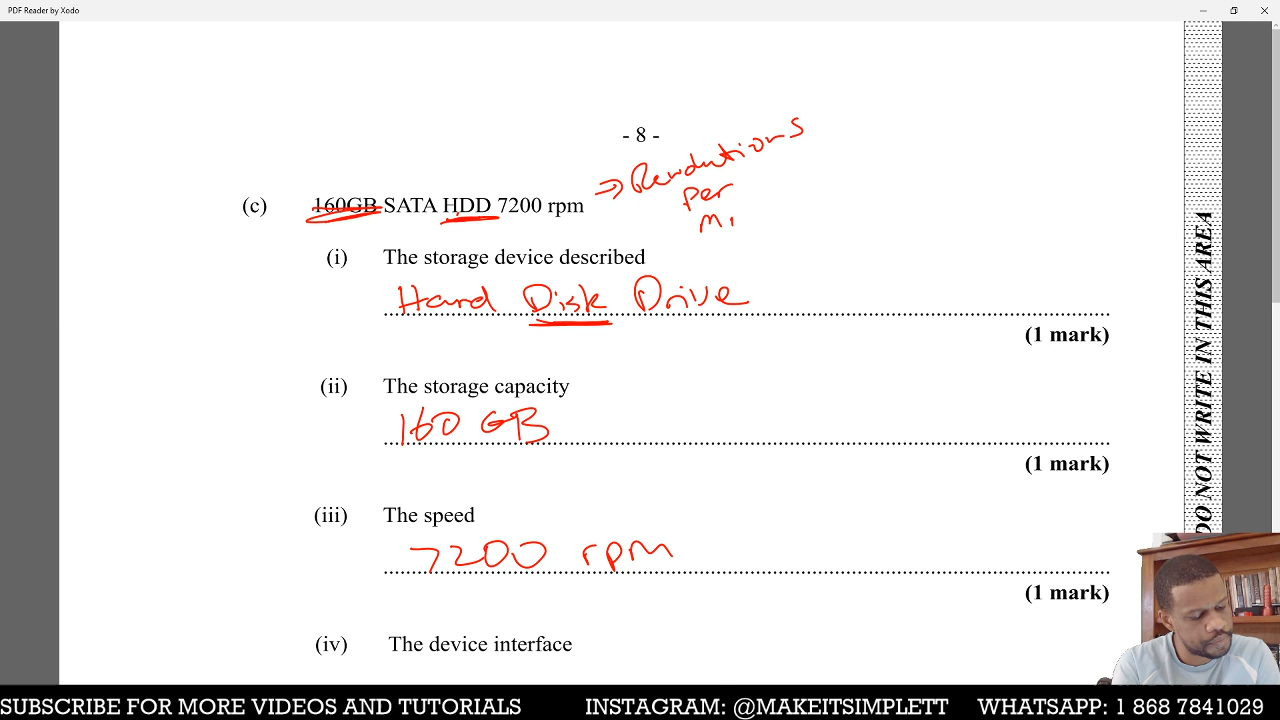 PDF Reader by Xodo
- 8 -
(c) 160GB SATA HDD 7200 rpm
⇒ Revolutions
per
m
(i) The storage device described
Hard Disk Drive
(1 mark)
(ii) The storage capacity
160 GB
(1 mark)
(iii) The speed
7200 rpm
(1 mark)
(iv) The device interface
DO NOT WRITE IN THIS AREA
SUBSCRIBE FOR MORE VIDEOS AND TUTORIALS INSTAGRAM: @MAKEITSIMPLETT WHATSAPP: 1 868 7841029